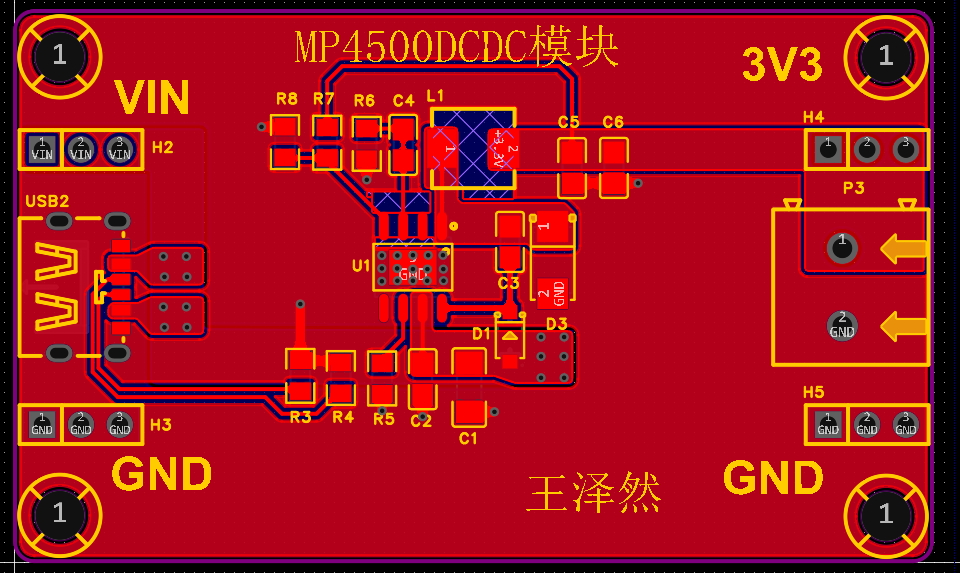 MP4500DCDC模块
1
1
VIN
3V3
R8
R7
R6
C4
L1
C5
C6
H4
1
VIN
2
VIN
3
VIN
H2
1
+3.3V
2
1
2
3
USB2
P3
1
U1
GND
C3
1
2
GND
D1
D3
2
GND
R3
R4
R5
C2
C1
H5
1
GND
2
GND
3
GND
H3
1
GND
2
GND
3
GND
GND
王泽然
GND
1
1